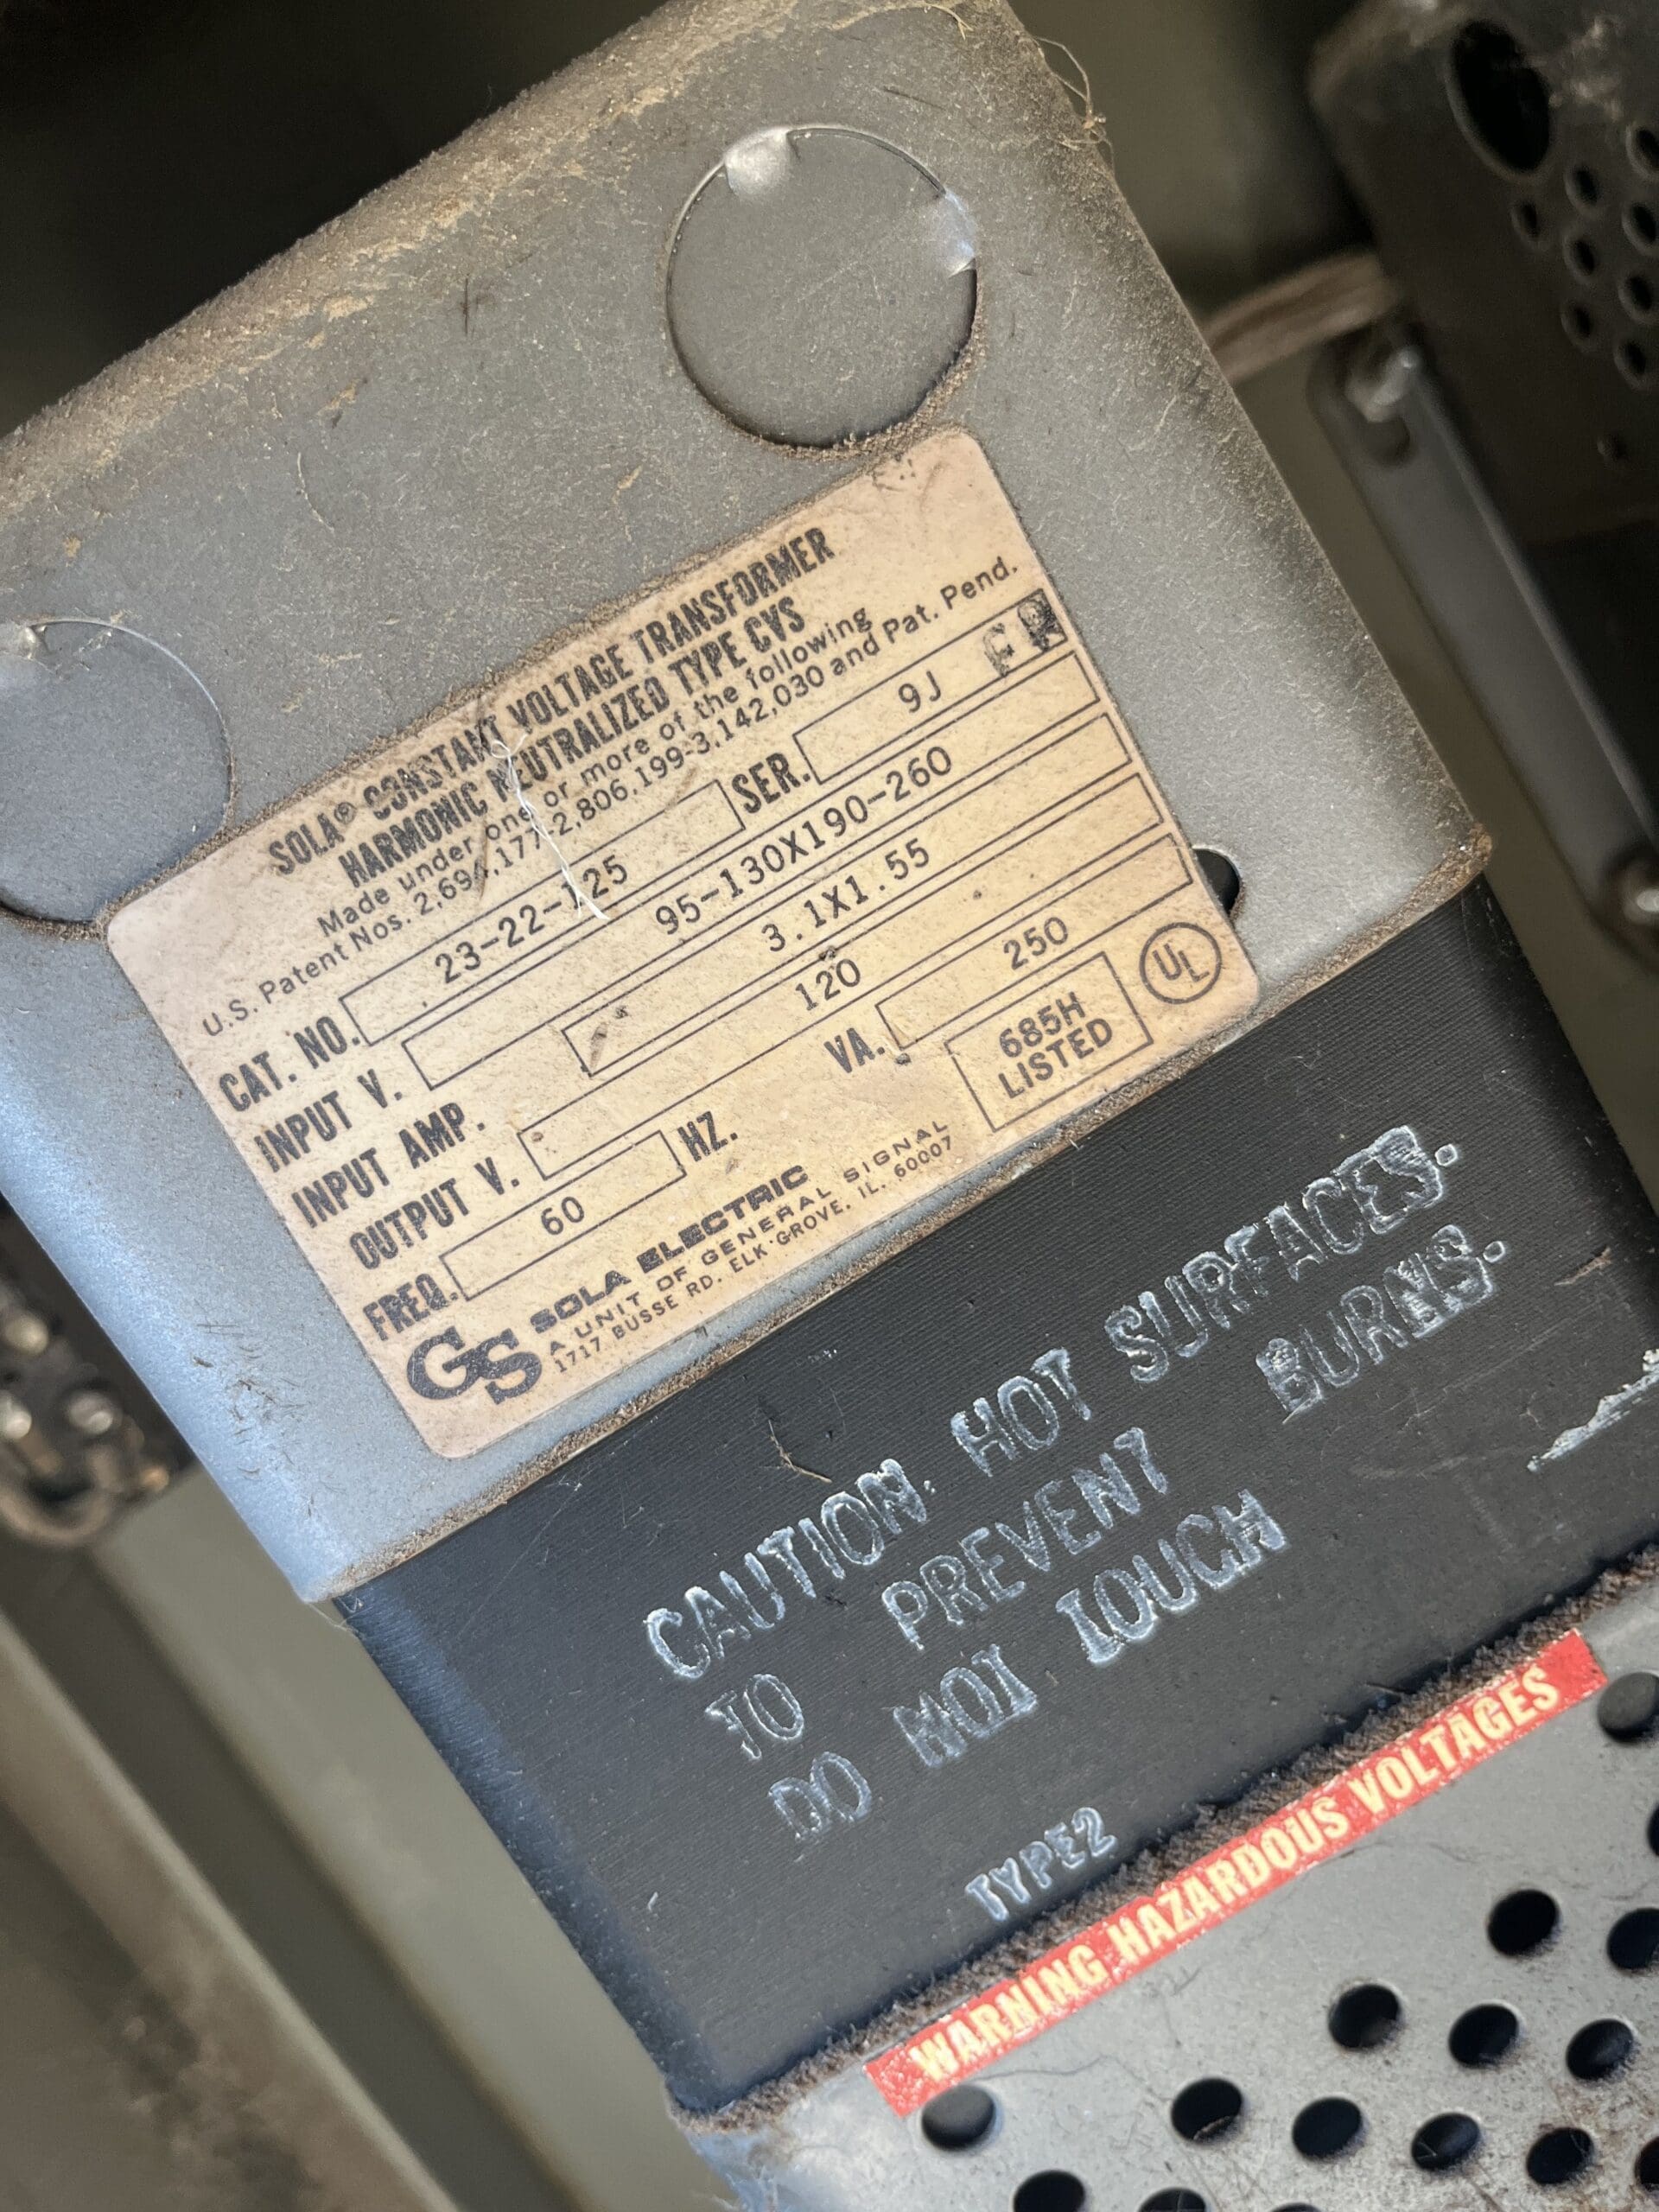 SOLA® CONSTANT VOLTAGE TRANSFORMER
HARMONIC NEUTRALIZED TYPE CVS
Made under one or more of the following
U.S. Patent Nos. 2,694,177-2,806,199-3,142,030 and Pat. Pend.
CAT. NO. 23-22-125 SER. 9J
INPUT V. 95-130X190-260
INPUT AMP. 3.1X1.55
OUTPUT V. 120
FREQ. 60 HZ. VA. 250
GS SOLA ELECTRIC
A UNIT OF GENERAL SIGNAL
1717 BUSSE RD. ELK GROVE, IL. 60007
685H
LISTED
UL
CAUTION. HOT SURFACES.
TO PREVENT BURNS.
DO NOT TOUCH
TYPE2
WARNING HAZARDOUS VOLTAGES